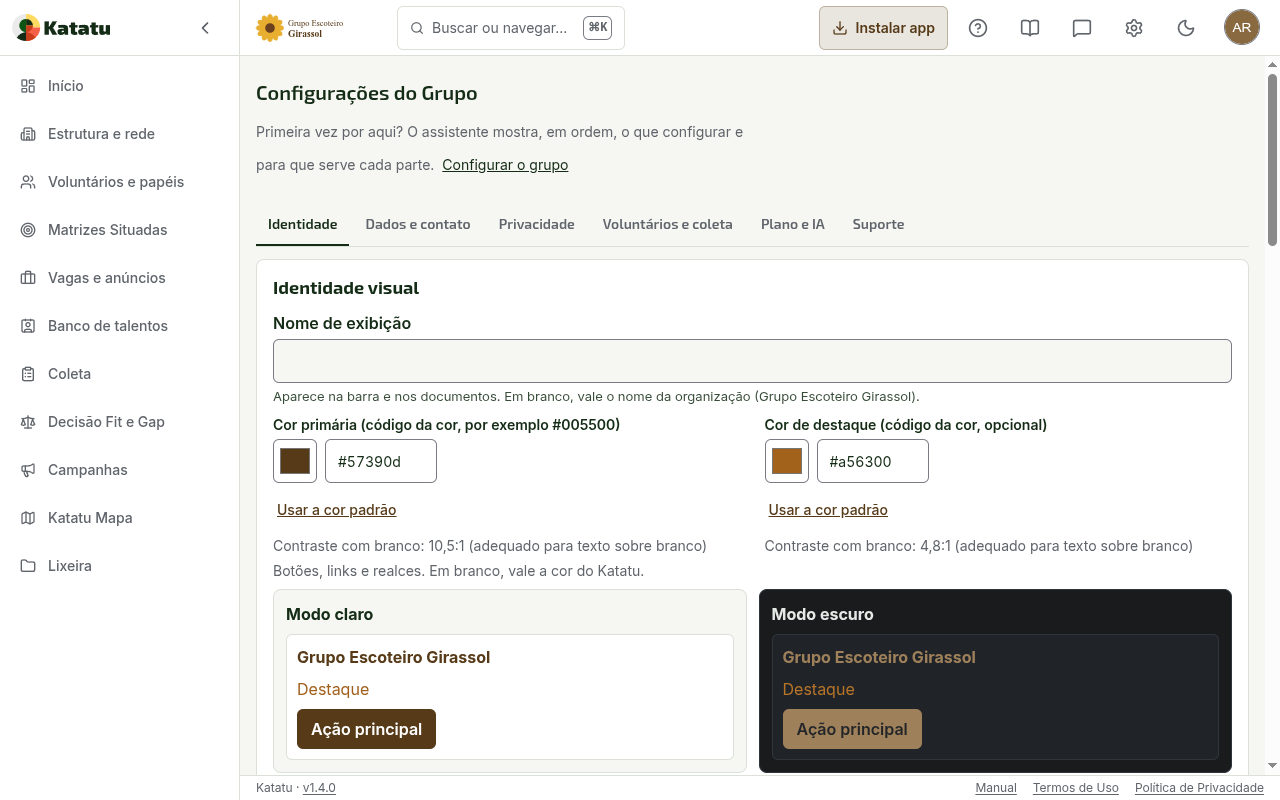 Katatu
Grupo Escoteiro
Girassol
Buscar ou navegar...
⌘K
Instalar app
AR
Início
Estrutura e rede
Voluntários e papéis
Matrizes Situadas
Vagas e anúncios
Banco de talentos
Coleta
Decisão Fit e Gap
Campanhas
Katatu Mapa
Lixeira
Configurações do Grupo
Primeira vez por aqui? O assistente mostra, em ordem, o que configurar e
para que serve cada parte. Configurar o grupo
Identidade
Dados e contato
Privacidade
Voluntários e coleta
Plano e IA
Suporte
Identidade visual
Nome de exibição
Aparece na barra e nos documentos. Em branco, vale o nome da organização (Grupo Escoteiro Girassol).
Cor primária (código da cor, por exemplo #005500)
#57390d
Usar a cor padrão
Contraste com branco: 10,5:1 (adequado para texto sobre branco)
Botões, links e realces. Em branco, vale a cor do Katatu.
Cor de destaque (código da cor, opcional)
#a56300
Usar a cor padrão
Contraste com branco: 4,8:1 (adequado para texto sobre branco)
Modo claro
Grupo Escoteiro Girassol
Destaque
Ação principal
Modo escuro
Grupo Escoteiro Girassol
Destaque
Ação principal
Katatu · v1.4.0
Manual
Termos de Uso
Política de Privacidade